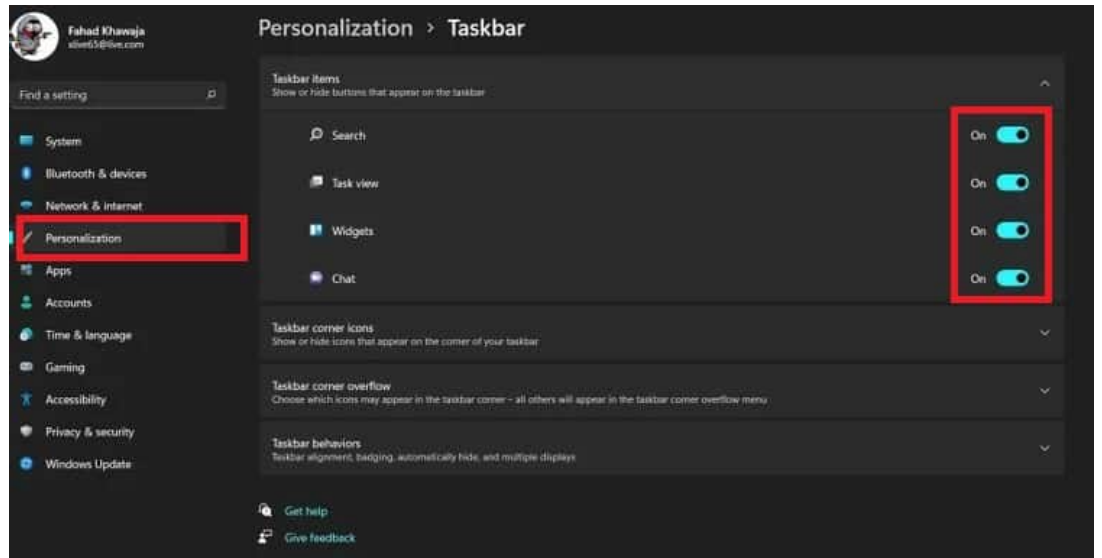 Fahad Khawaja
Personalization > Taskbar
Taskbar items
Show or hide buttons that appear on the taskbar
Find a setting
Search On
System
Bluetooth & devices
Task view On
Network & internet
Personalization
Widgets On
Apps
Chat On
Accounts
Taskbar corner icons
Show or hide icons that appear on the corner of your taskbar
Time & language
Gaming
Taskbar corner overflow
Choose which icons may appear in the taskbar corner - all others will appear in the taskbar corner overflow menu
Accessibility
Privacy & security
Taskbar behaviors
Taskbar alignment, badging, automatically hide, and multiple displays
Windows Update
Get help
Give feedback